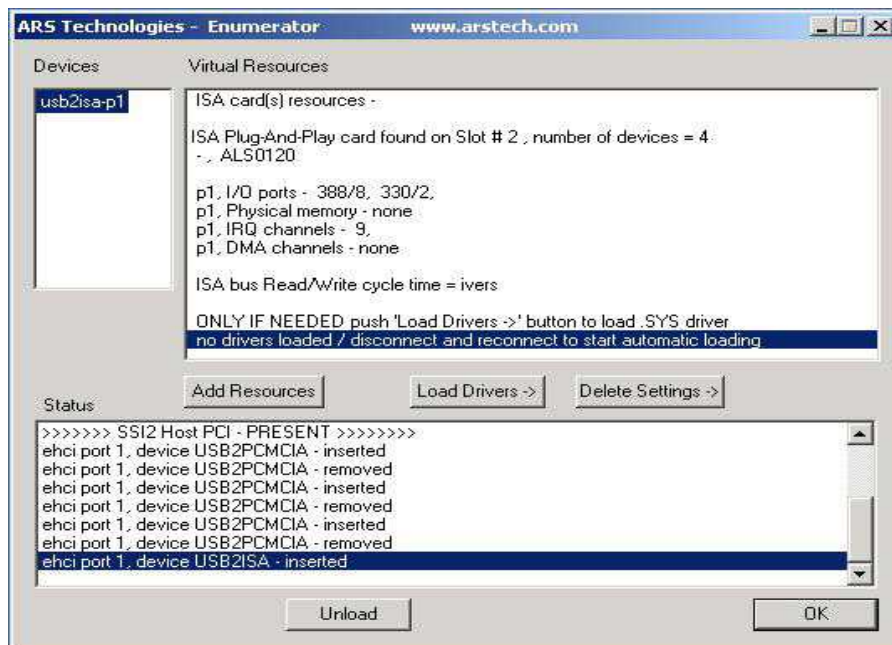 ARS Technologies - Enumerator www.arstech.com
Devices
Virtual Resources
usb2isa-p1
ISA card(s) resources -
ISA Plug-And-Play card found on Slot # 2 , number of devices = 4
- , ALS0120
p1, I/O ports - 388/8, 330/2,
p1, Physical memory - none
p1, IRQ channels - 9,
p1, DMA channels - none
ISA bus Read/Write cycle time = ivers
ONLY IF NEEDED push 'Load Drivers ->' button to load .SYS driver
no drivers loaded / disconnect and reconnect to start automatic loading
Add Resources
Load Drivers ->
Delete Settings ->
Status
>>>>>>> SSI2 Host PCI - PRESENT >>>>>>>>
ehci port 1, device USB2PCMCIA - inserted
ehci port 1, device USB2PCMCIA - removed
ehci port 1, device USB2PCMCIA - inserted
ehci port 1, device USB2PCMCIA - removed
ehci port 1, device USB2PCMCIA - inserted
ehci port 1, device USB2PCMCIA - removed
ehci port 1, device USB2ISA - inserted
Unload
OK